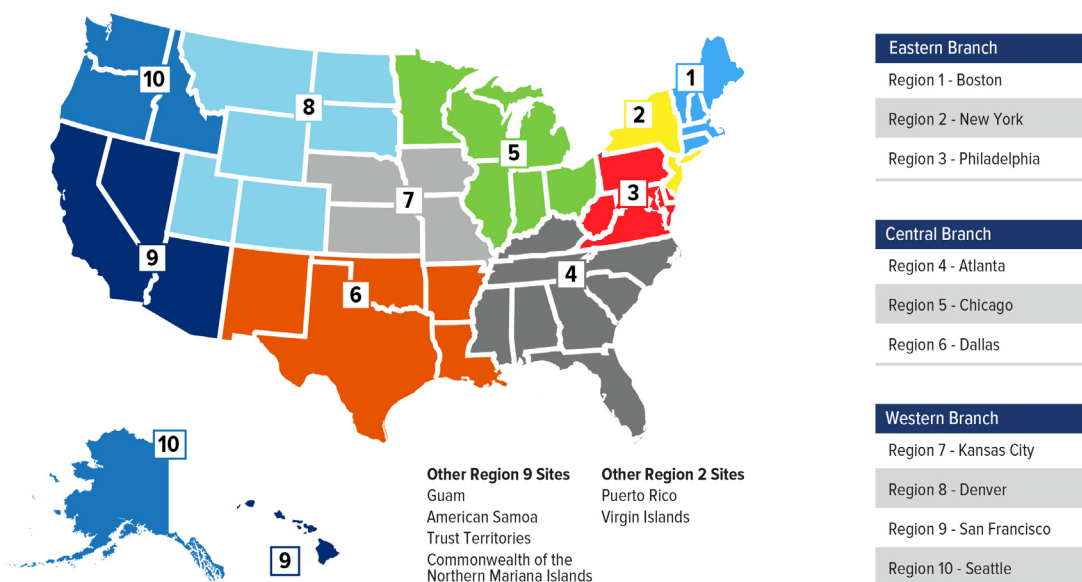 10
8
1
2
5
3
7
9
4
6
10
9
Other Region 9 Sites
Guam
American Samoa
Trust Territories
Commonwealth of the
Northern Mariana Islands
Other Region 2 Sites
Puerto Rico
Virgin Islands
Eastern Branch
Region 1 - Boston
Region 2 - New York
Region 3 - Philadelphia
Central Branch
Region 4 - Atlanta
Region 5 - Chicago
Region 6 - Dallas
Western Branch
Region 7 - Kansas City
Region 8 - Denver
Region 9 - San Francisco
Region 10 - Seattle